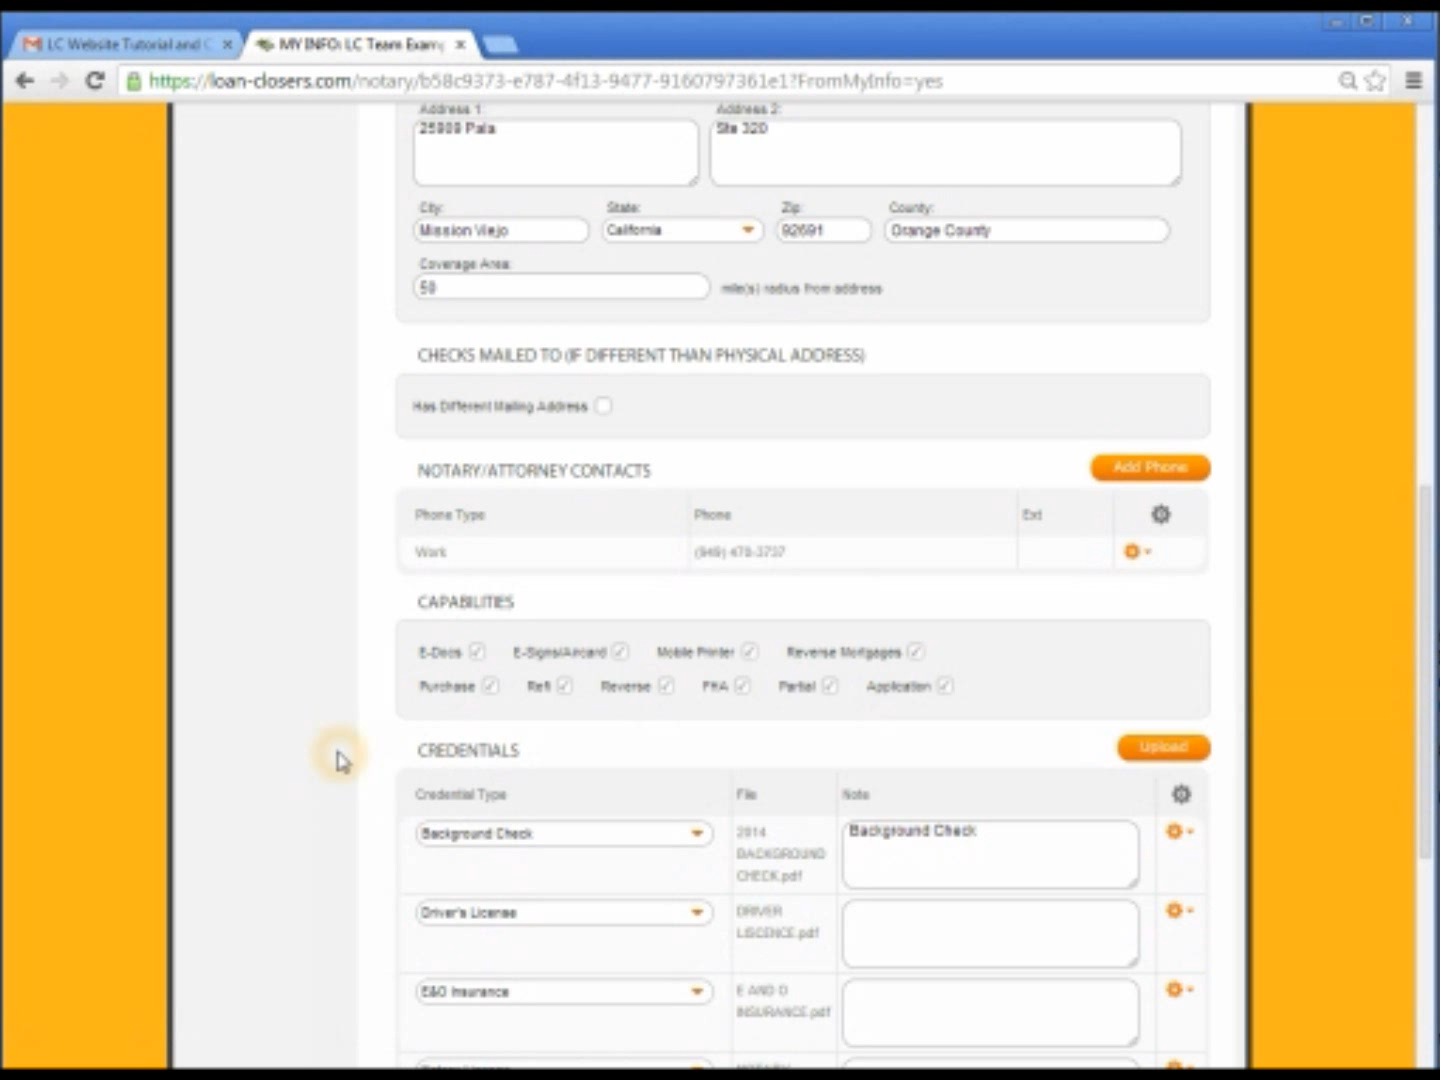 LC Website Tutorial and C
MY INFO: LC Team Examp
https://loan-closers.com/notary/b58c9373-e787-4f13-9477-9160797361e1?FromMyInfo=yes
Address 1: Address 2:
Pala Ste 320
City: State: Zip: County:
Mission Viejo California 92691 Orange County
Coverage Area:
50 mile(s) radius from address
CHECKS MAILED TO (IF DIFFERENT THAN PHYSICAL ADDRESS)
Has Different Mailing Address
NOTARY/ATTORNEY CONTACTS Add Phone
Phone Type Phone Ext
Work
CAPABILITIES
E-Docs E-Signs/Aircard Mobile Printer Reverse Mortgages
Purchase Refi Reverse FHA Partial Application
CREDENTIALS Upload
Credential Type File Note
Background Check 2014 Background Check
BACKGROUND
CHECK.pdf
Driver's License DRIVER
LISCENCE.pdf
E&O Insurance E AND O
INSURANCE.pdf